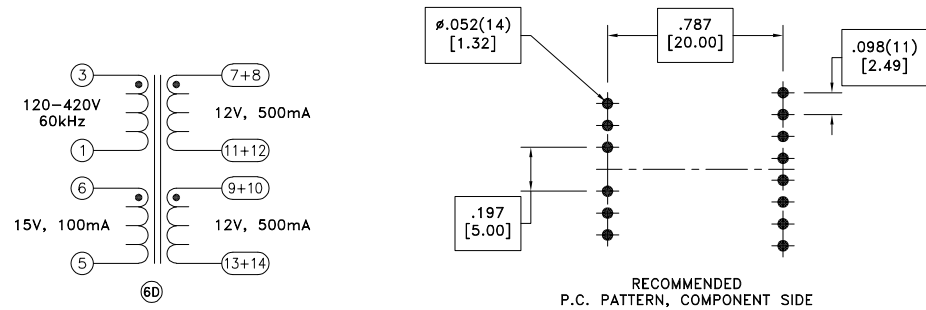 3
120-420V
60kHz
1
6
15V, 100mA
5
7+8
12V, 500mA
11+12
9+10
12V, 500mA
13+14
6D
ø.052(14)
[1.32]
.787
[20.00]
.098(11)
[2.49]
.197
[5.00]
RECOMMENDED
P.C. PATTERN, COMPONENT SIDE